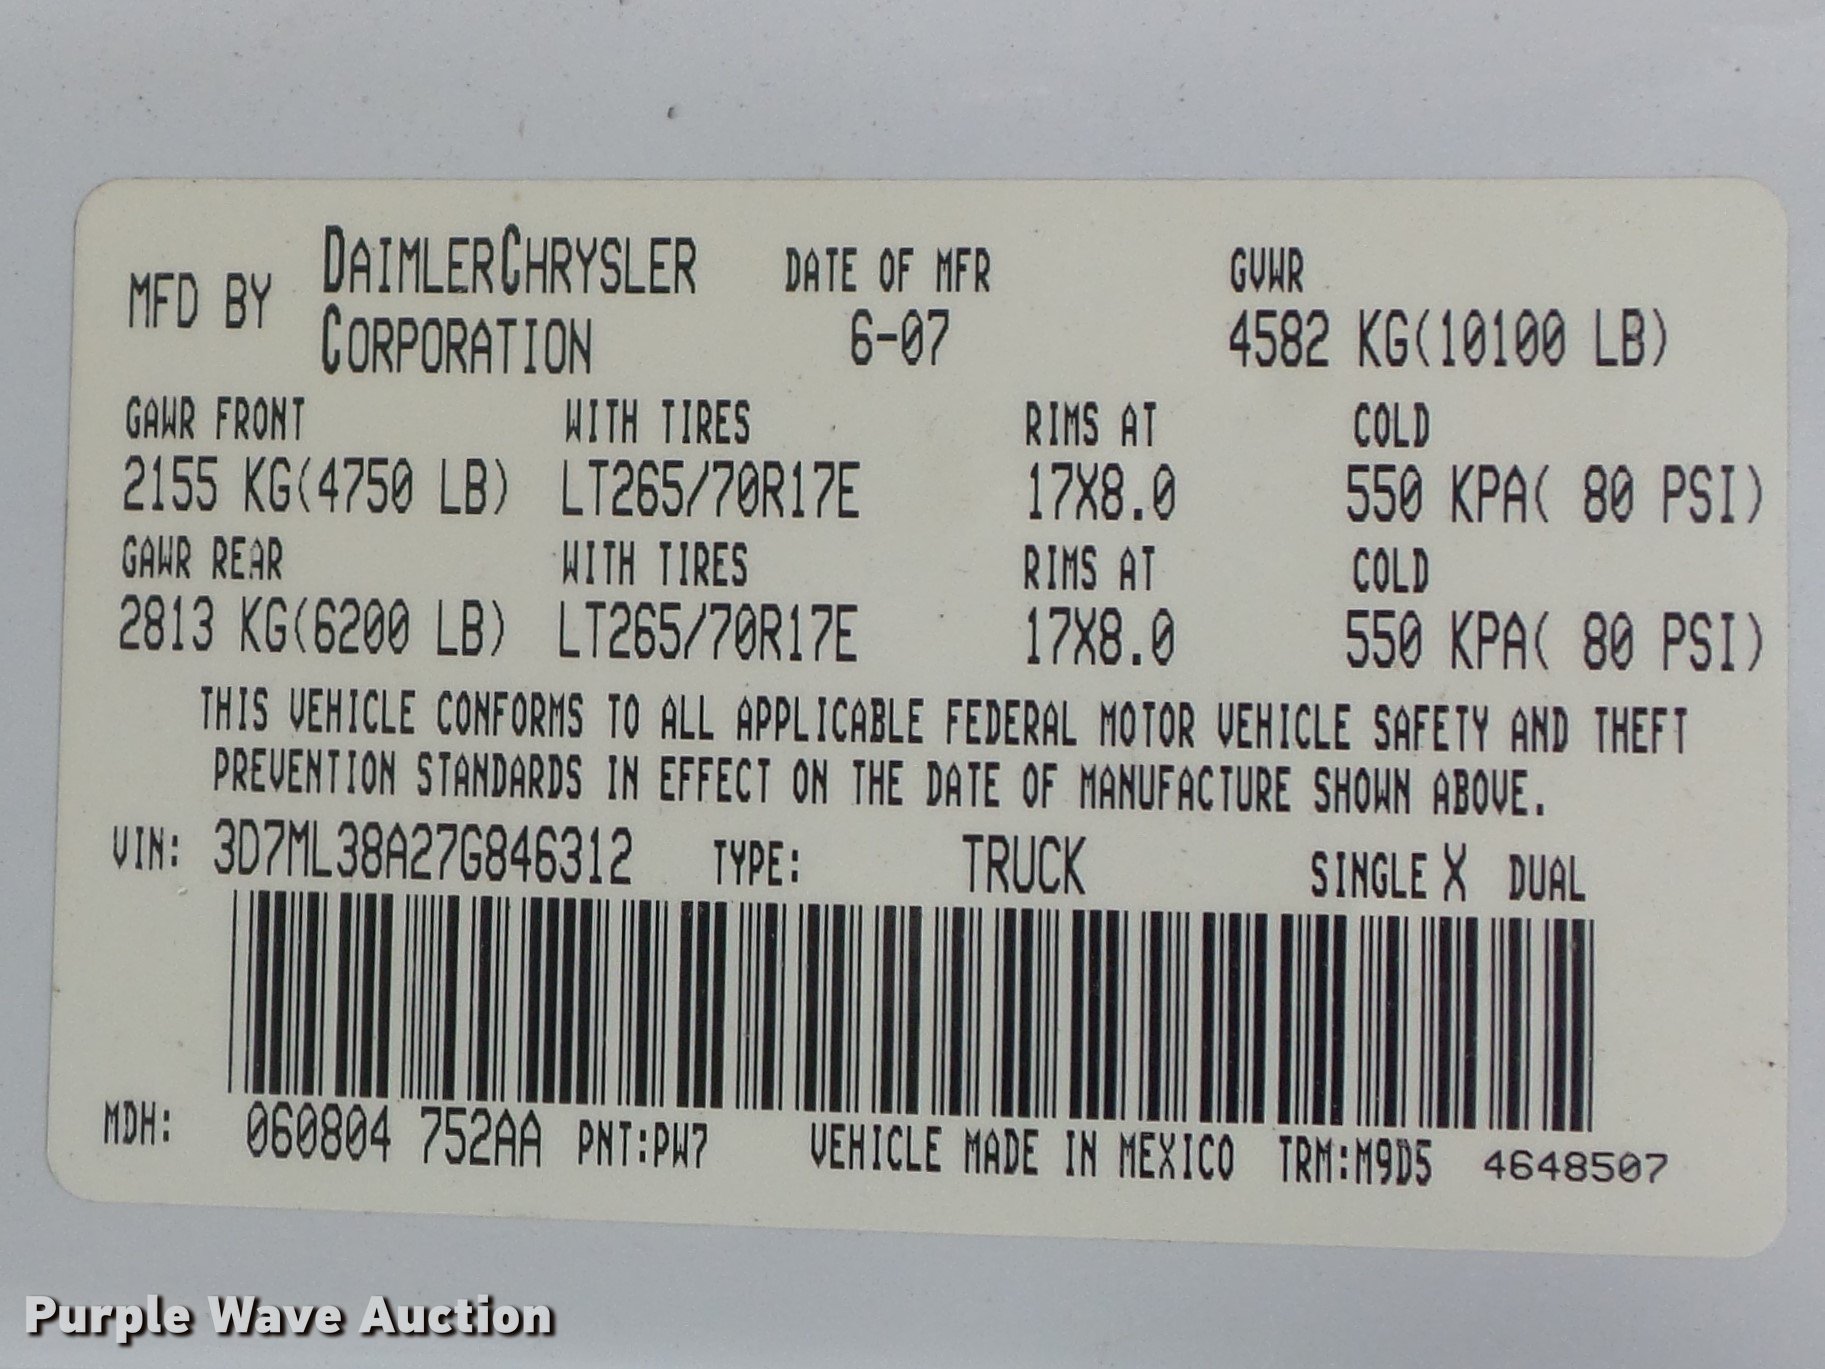 MFD BY DAIMLERCHRYSLER CORPORATION DATE OF MFR 6-07 GVWR 4582 KG(10100 LB)
GAWR FRONT WITH TIRES RIMS AT COLD
2155 KG(4750 LB) LT265/70R17E 17X8.0 550 KPA( 80 PSI)
GAWR REAR WITH TIRES RIMS AT COLD
2813 KG(6200 LB) LT265/70R17E 17X8.0 550 KPA( 80 PSI)
THIS VEHICLE CONFORMS TO ALL APPLICABLE FEDERAL MOTOR VEHICLE SAFETY AND THEFT
PREVENTION STANDARDS IN EFFECT ON THE DATE OF MANUFACTURE SHOWN ABOVE.
VIN: 3D7ML38A27G846312 TYPE: TRUCK SINGLE X DUAL
MDH: 060804 752AA PNT:PW7 VEHICLE MADE IN MEXICO TRM:M9D5 4648507
Purple Wave Auction